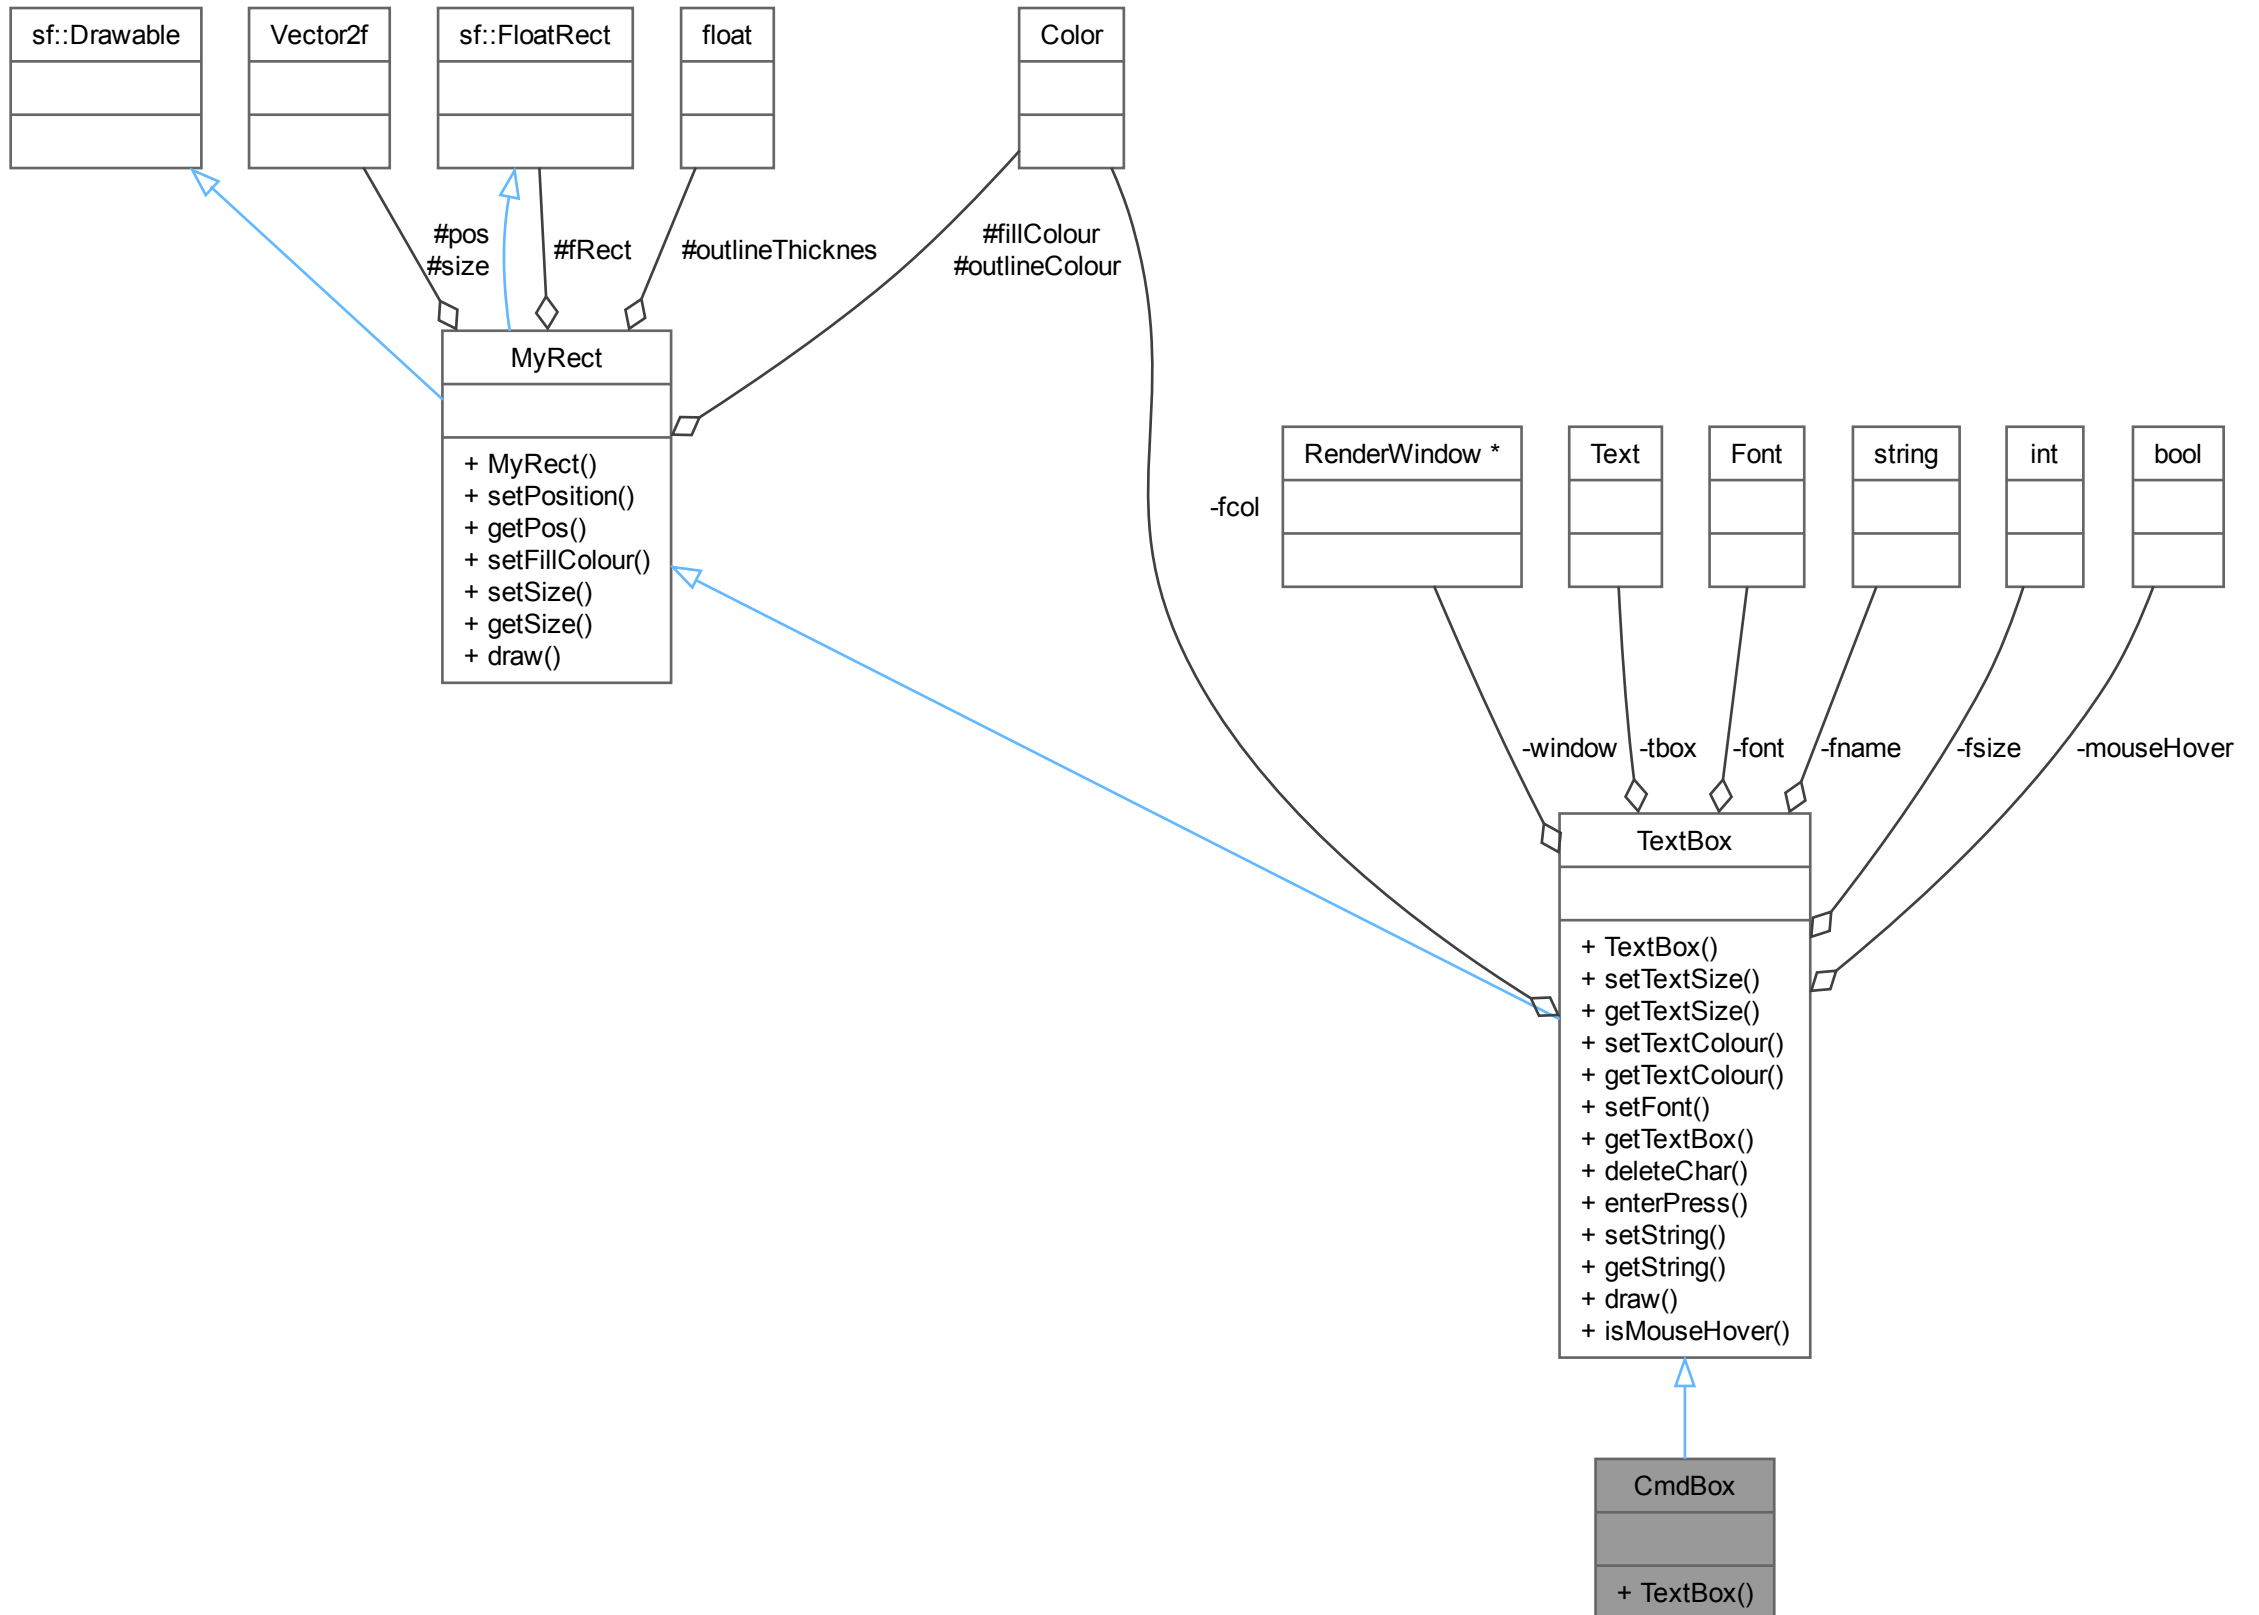 sf::Drawable
Vector2f
sf::FloatRect
float
Color
#pos
#size
#fRect
#outlineThicknes
#fillColour
#outlineColour
MyRect
+ MyRect()
+ setPosition()
+ getPos()
+ setFillColour()
+ setSize()
+ getSize()
+ draw()
RenderWindow *
Text
Font
string
int
bool
-fcol
-window
-tbox
-font
-fname
-fsize
-mouseHover
TextBox
+ TextBox()
+ setTextSize()
+ getTextSize()
+ setTextColour()
+ getTextColour()
+ setFont()
+ getTextBox()
+ deleteChar()
+ enterPress()
+ setString()
+ getString()
+ draw()
+ isMouseHover()
CmdBox
+ TextBox()